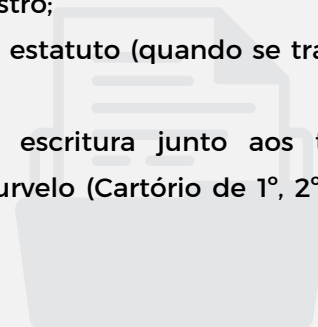 stro;
estatuto (quando se tra
escritura junto aos t
urvelo (Cartório de 1º, 2º